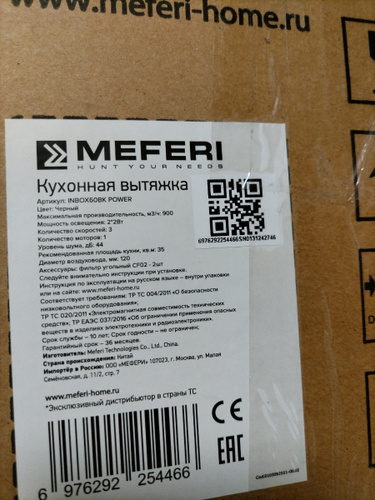 www.meferi-home.ru
MEFERI
HUNT YOUR NEEDS
Кухонная вытяжка
Артикул: INBOX60BK POWER
Цвет: Черный
Максимальная производительность, м3/ч: 900
Мощность освещения: 2*2Вт
Количество скоростей: 3
Количество моторов: 1
Уровень шума, дБ: 44
Рекомендованная площадь кухни, кв.м: 35
Диаметр воздуховода, мм: 120
Аксессуары: фильтр угольный CF02 - 2шт
Следуйте внимательно инструкции при установке.
Инструкция по эксплуатации на русском языке – внутри упаковки
или на сайте: www.meferi-home.ru
Соответствует требованиям: ТР ТС 004/2011 «О безопасности
низковольтного оборудования»;
ТР ТС 020/2011 «Электромагнитная совместимость технических
средств»; ТР ЕАЭС 037/2016 «Об ограничении применения опасных
веществ в изделиях электротехники и радиоэлектроники».
Срок службы – 10 лет; Срок годности – не ограничен;
Гарантийный срок – 36 месяцев.
Изготовитель: Meferi Technologies Co., Ltd., China.
Страна происхождения: Китай
Импортёр в Россию: ООО «МЕФЕРИ» 107023, г. Москва, ул. Малая
Семёновская, д. 11/2, стр. 7
www.meferi-home.ru
*Эксклюзивный дистрибьютор в страны ТС
6976292254466SN0131242746
CE
EAC
6 976292 254466